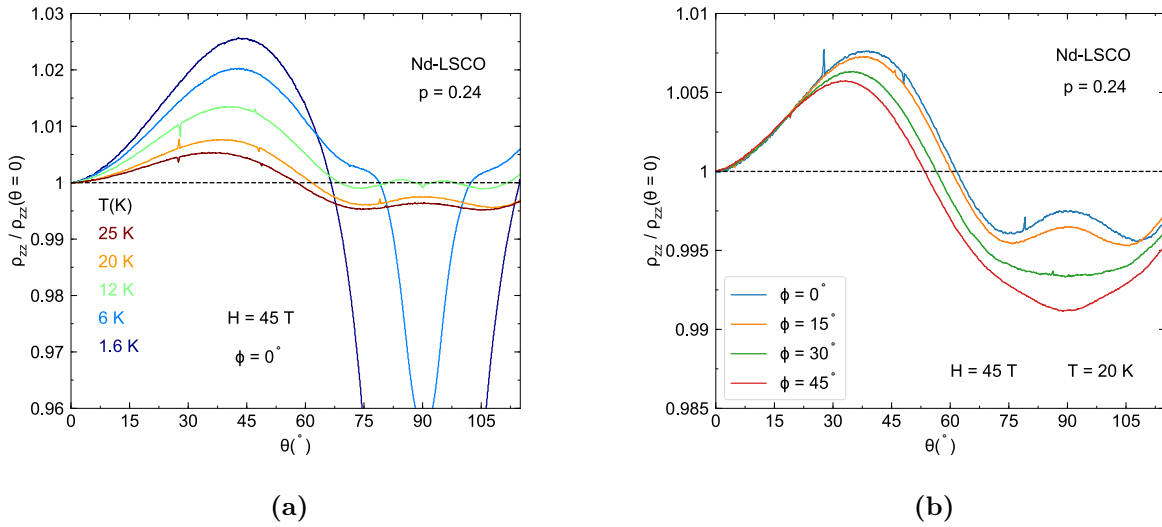 1.03
1.02
1.01
1
0.99
0.98
0.97
0.96
ρzz / ρzz(θ = 0)
Nd-LSCO
p = 0.24
T(K)
25 K
20 K
12 K
6 K
1.6 K
H = 45 T
ϕ = 0°
0 15 30 45 60 75 90 105
θ(°)
(a)
1.01
1.005
1
0.995
0.99
0.985
ρzz / ρzz(θ = 0)
Nd-LSCO
p = 0.24
ϕ = 0°
ϕ = 15°
ϕ = 30°
ϕ = 45°
H = 45 T T = 20 K
0 15 30 45 60 75 90 105
θ(°)
(b)